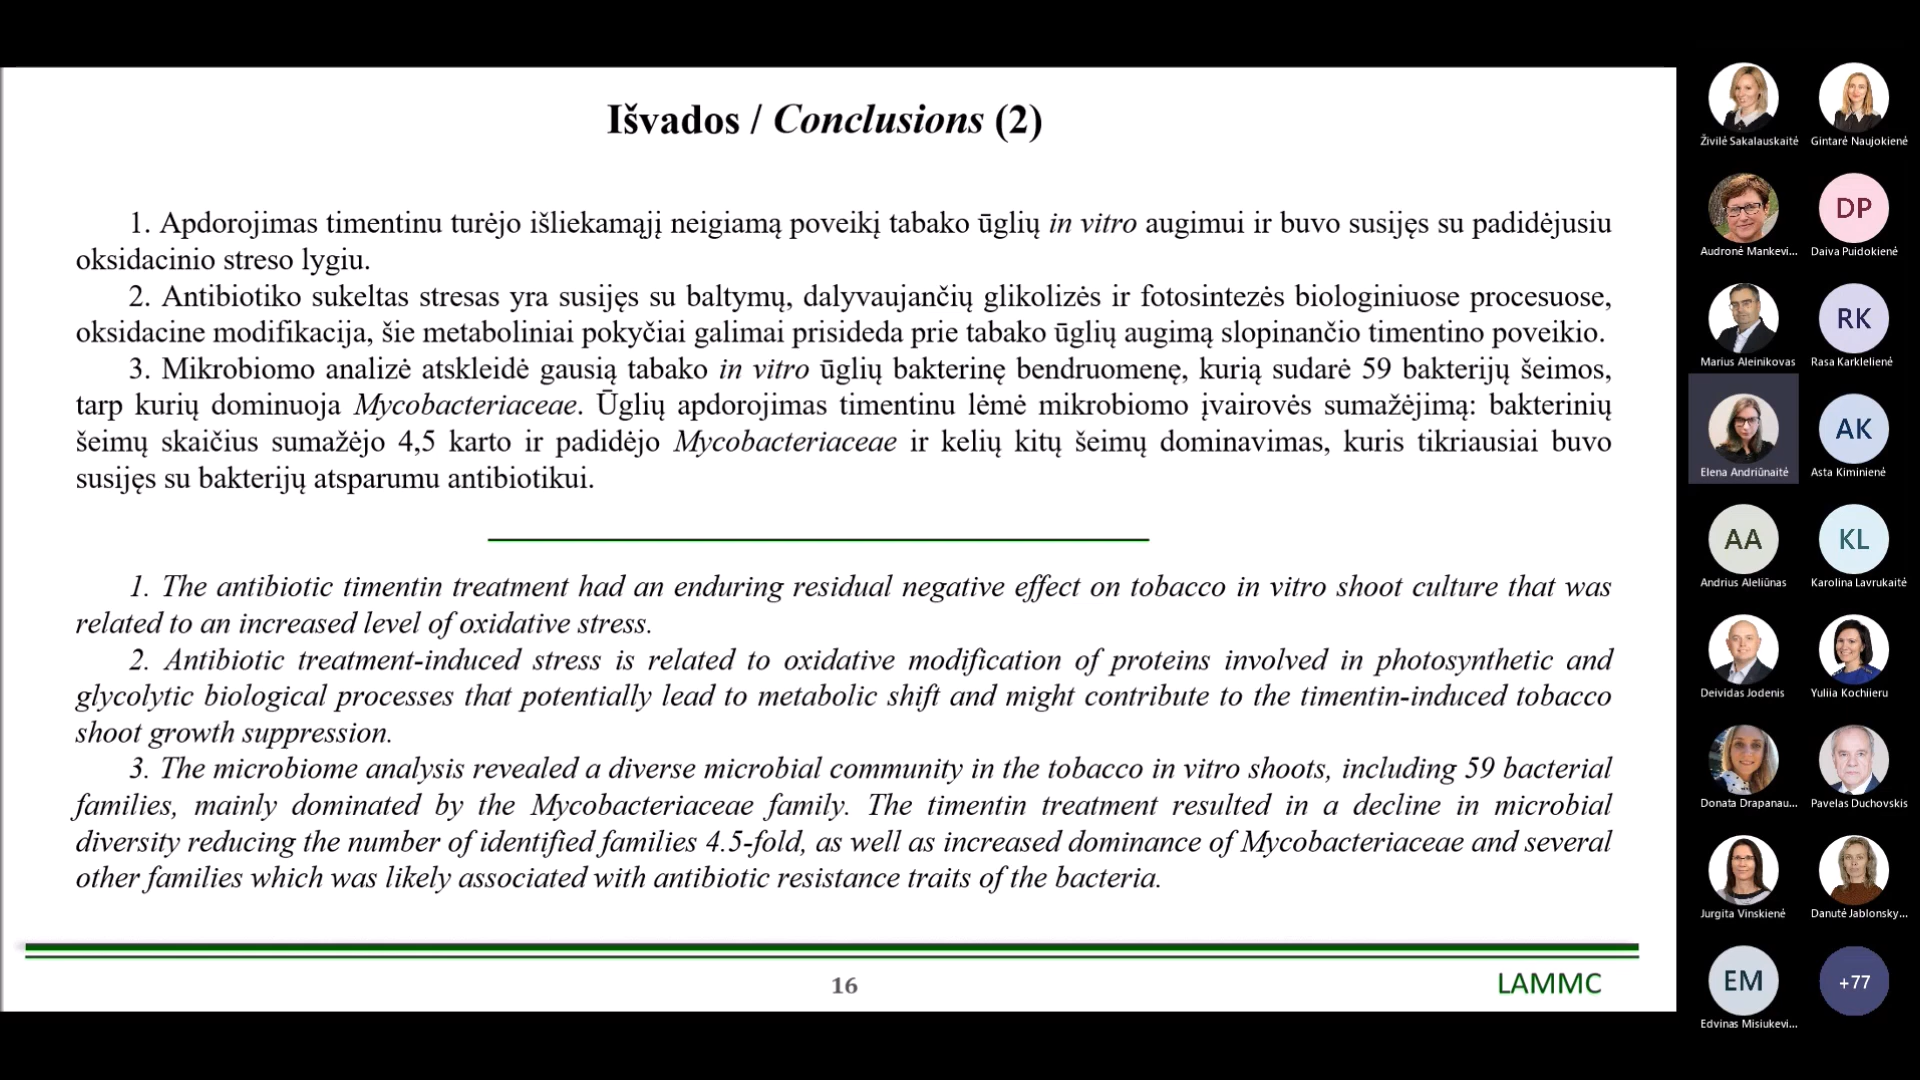 Išvados / Conclusions (2)
1. Apdorojimas timentinu turėjo išliekamąjį neigiamą poveikį tabako ūglių in vitro augimui ir buvo susijęs su padidėjusiu
oksidacinio streso lygiu.
2. Antibiotiko sukeltas stresas yra susijęs su baltymų, dalyvaujančių glikolizės ir fotosintezės biologiniuose procesuose,
oksidacine modifikacija, šie metaboliniai pokyčiai galimai prisideda prie tabako ūglių augimą slopinančio timentino poveikio.
3. Mikrobiomo analizė atskleidė gausią tabako in vitro ūglių bakterinę bendruomenę, kurią sudarė 59 bakterijų šeimos,
tarp kurių dominuoja Mycobacteriaceae. Ūglių apdorojimas timentinu lėmė mikrobiomo įvairovės sumažėjimą: bakterinių
šeimų skaičius sumažėjo 4,5 karto ir padidėjo Mycobacteriaceae ir kelių kitų šeimų dominavimas, kuris tikriausiai buvo
susijęs su bakterijų atsparumu antibiotikui.
1. The antibiotic timentin treatment had an enduring residual negative effect on tobacco in vitro shoot culture that was
related to an increased level of oxidative stress.
2. Antibiotic treatment-induced stress is related to oxidative modification of proteins involved in photosynthetic and
glycolytic biological processes that potentially lead to metabolic shift and might contribute to the timentin-induced tobacco
shoot growth suppression.
3. The microbiome analysis revealed a diverse microbial community in the tobacco in vitro shoots, including 59 bacterial
families, mainly dominated by the Mycobacteriaceae family. The timentin treatment resulted in a decline in microbial
diversity reducing the number of identified families 4.5-fold, as well as increased dominance of Mycobacteriaceae and several
other families which was likely associated with antibiotic resistance traits of the bacteria.
16
LAMMC
Živilė Sakalauskaitė
Gintarė Naujokienė
DP
Audronė Mankevi...
Daiva Puidokienė
RK
Marius Aleinikovas
Rasa Karklelienė
AK
Elena Andriūnaitė
Asta Kiminienė
AA
KL
Andrius Aleliūnas
Karolina Lavrukaitė
Deividas Jodenis
Yuliia Kochiieru
Donata Drapanau...
Pavelas Duchovskis
Jurgita Vinskienė
Danutė Jablonsky...
EM
+77
Edvinas Misiukevi...